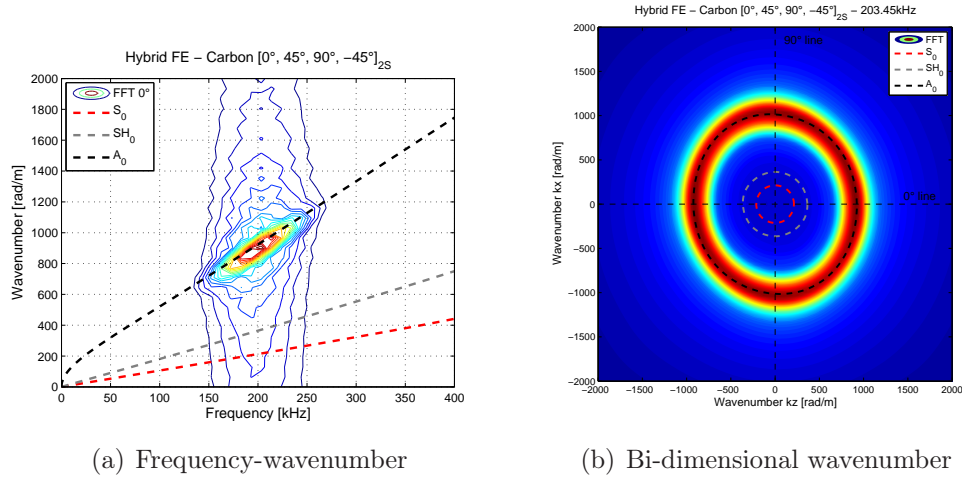 Hybrid FE − Carbon [0°, 45°, 90°, −45°]2S
FFT 0°
S0
SH0
A0
Wavenumber [rad/m]
2000
1800
1600
1400
1200
1000
800
600
400
200
0
0 50 100 150 200 250 300 350 400
Frequency [kHz]
(a) Frequency-wavenumber
Hybrid FE − Carbon [0°, 45°, 90°, −45°]2S − 203.45kHz
90° line
FFT
S0
SH0
A0
0° line
Wavenumber kx [rad/m]
2000
1500
1000
500
0
−500
−1000
−1500
−2000
−2000 −1500 −1000 −500 0 500 1000 1500 2000
Wavenumber kz [rad/m]
(b) Bi-dimensional wavenumber